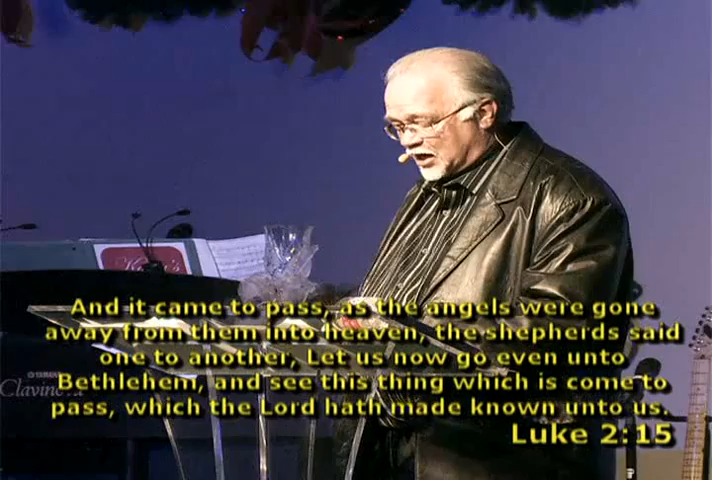 And it came to pass, as the angels were gone
away from them into heaven, the shepherds said
one to another, Let us now go even unto
Bethlehem, and see this thing which is come to
pass, which the Lord hath made known unto us.
Luke 2:15
YAMAHA